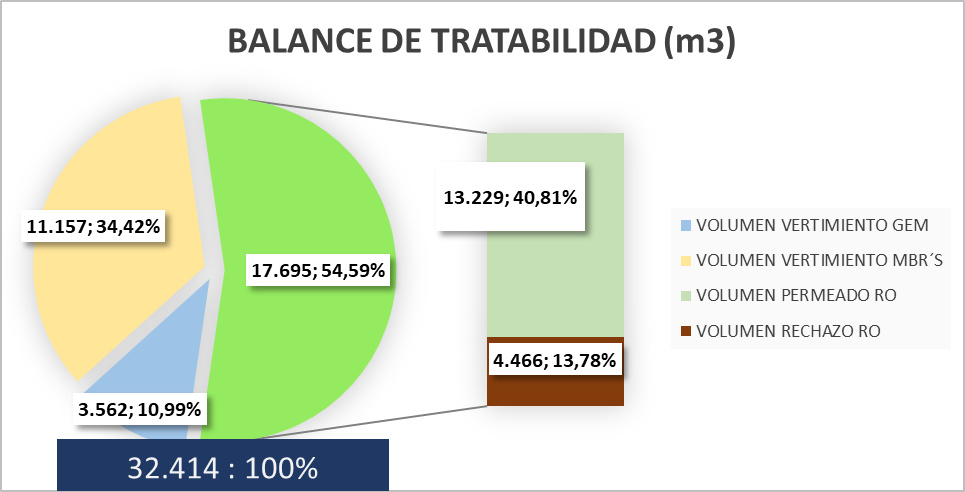 BALANCE DE TRATABILIDAD (m3)
11.157; 34,42%
17.695; 54,59%
3.562; 10,99%
32.414 : 100%
13.229; 40,81%
4.466; 13,78%
VOLUMEN VERTIMIENTO GEM
VOLUMEN VERTIMIENTO MBR´S
VOLUMEN PERMEADO RO
VOLUMEN RECHAZO RO